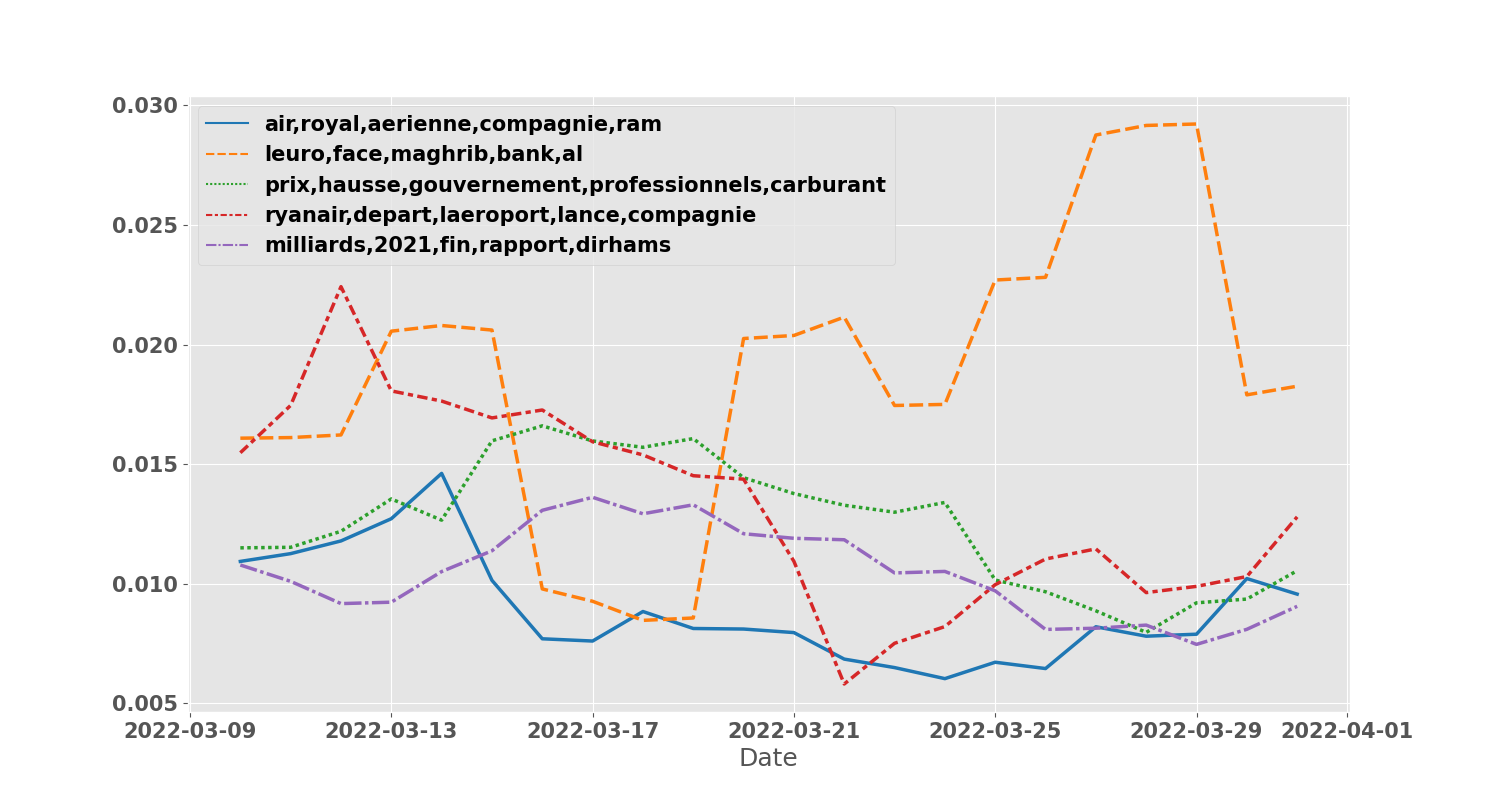 0.030
0.025
0.020
0.015
0.010
0.005
air,royal,aerienne,compagnie,ram
leuro,face,maghrib,bank,al
prix,hausse,gouvernement,professionnels,carburant
ryanair,depart,laeroport,lance,compagnie
milliards,2021,fin,rapport,dirhams
2022-03-09 2022-03-13 2022-03-17 2022-03-21 2022-03-25 2022-03-29 2022-04-01
Date